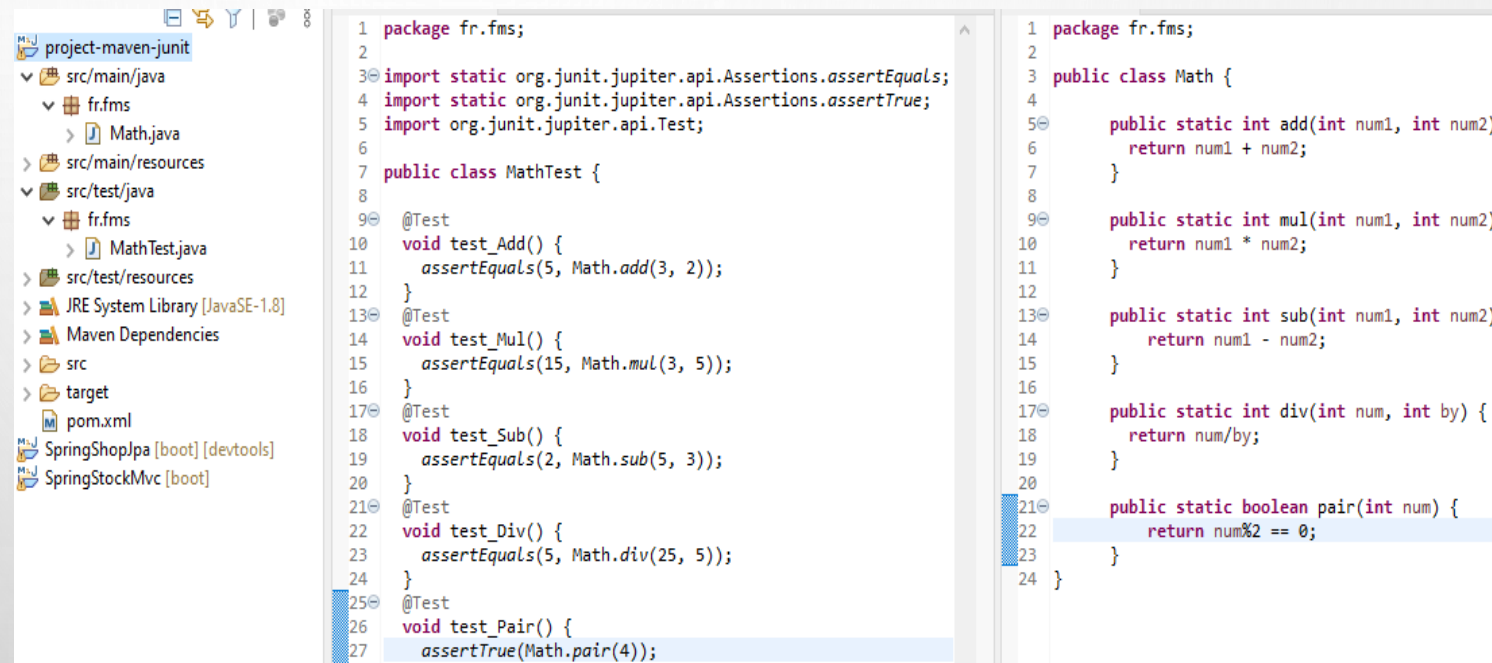 project-maven-junit
src/main/java
fr.fms
Math.java
src/main/resources
src/test/java
fr.fms
MathTest.java
src/test/resources
JRE System Library [JavaSE-1.8]
Maven Dependencies
src
target
pom.xml
SpringShopJpa [boot] [devtools]
SpringStockMvc [boot]
1 package fr.fms;
2
3 import static org.junit.jupiter.api.Assertions.assertEquals;
4 import static org.junit.jupiter.api.Assertions.assertTrue;
5 import org.junit.jupiter.api.Test;
6
7 public class MathTest {
8
9 @Test
10 void test_Add() {
11 assertEquals(5, Math.add(3, 2));
12 }
13 @Test
14 void test_Mul() {
15 assertEquals(15, Math.mul(3, 5));
16 }
17 @Test
18 void test_Sub() {
19 assertEquals(2, Math.sub(5, 3));
20 }
21 @Test
22 void test_Div() {
23 assertEquals(5, Math.div(25, 5));
24 }
25 @Test
26 void test_Pair() {
27 assertTrue(Math.pair(4));
1 package fr.fms;
2
3 public class Math {
4
5 public static int add(int num1, int num2)
6 return num1 + num2;
7 }
8
9 public static int mul(int num1, int num2)
10 return num1 * num2;
11 }
12
13 public static int sub(int num1, int num2)
14 return num1 - num2;
15 }
16
17 public static int div(int num, int by) {
18 return num/by;
19 }
20
21 public static boolean pair(int num) {
22 return num%2 == 0;
23 }
24 }